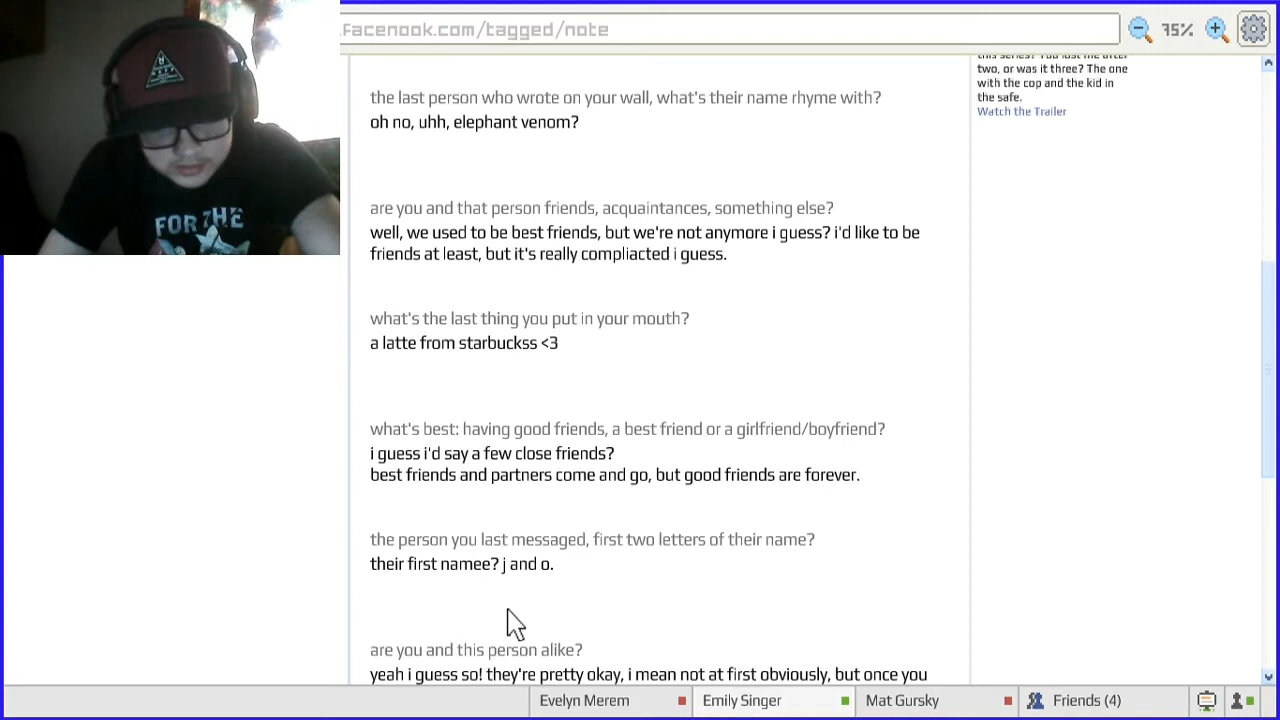 .facenook.com/tagged/note
75%
two, or was it three? The one
with the cop and the kid in
the safe.
Watch the Trailer
the last person who wrote on your wall, what's their name rhyme with?
oh no, uhh, elephant venom?
are you and that person friends, acquaintances, something else?
well, we used to be best friends, but we're not anymore i guess? i'd like to be
friends at least, but it's really compliacted i guess.
what's the last thing you put in your mouth?
a latte from starbuckss <3
what's best: having good friends, a best friend or a girlfriend/boyfriend?
i guess i'd say a few close friends?
best friends and partners come and go, but good friends are forever.
the person you last messaged, first two letters of their name?
their first namee? j and o.
are you and this person alike?
yeah i guess so! they're pretty okay, i mean not at first obviously, but once you
Evelyn Merem
Emily Singer
Mat Gursky
Friends (4)
FOR THE